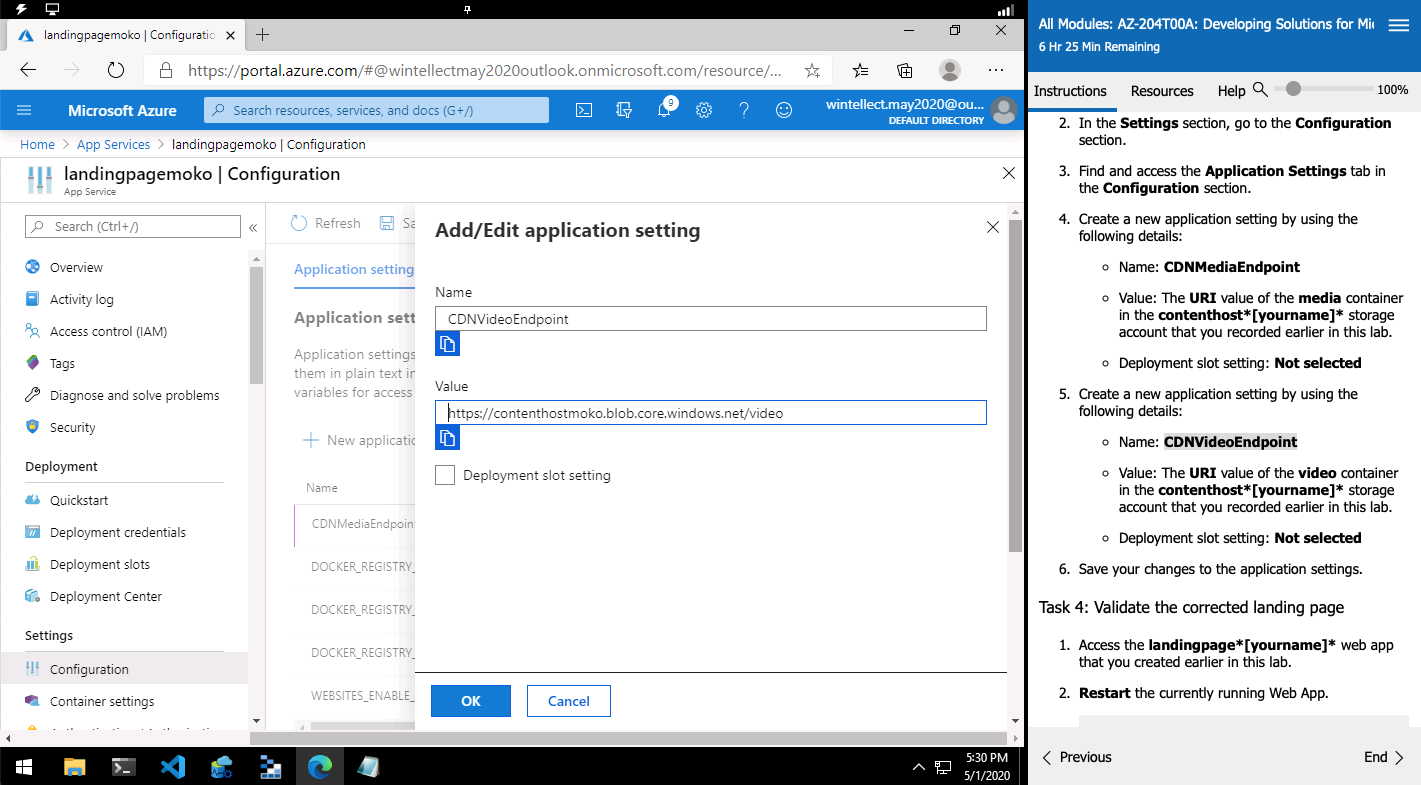 landingpagemoko | Configuratio
https://portal.azure.com/#@wintellectmay2020outlook.onmicrosoft.com/resource/...
Microsoft Azure
Search resources, services, and docs (G+/)
9
wintellect.may2020@ou...
DEFAULT DIRECTORY
Home > App Services > landingpagemoko | Configuration
landingpagemoko | Configuration
App Service
Search (Ctrl+/)
Overview
Activity log
Access control (IAM)
Tags
Diagnose and solve problems
Security
Deployment
Quickstart
Deployment credentials
Deployment slots
Deployment Center
Settings
Configuration
Container settings
Refresh
Sa
Application setting
Application sett
Application settings
them in plain text in
variables for access
New applicatio
Name
CDNMediaEndpoint
DOCKER_REGISTRY_
DOCKER_REGISTRY_
DOCKER_REGISTRY_
WEBSITES_ENABLE_
Add/Edit application setting
Name
CDNVideoEndpoint
Value
https://contenthostmoko.blob.core.windows.net/video
Deployment slot setting
OK
Cancel
5:30 PM
5/1/2020
All Modules: AZ-204T00A: Developing Solutions for Mic
6 Hr 25 Min Remaining
Instructions Resources Help
100%
2. In the Settings section, go to the Configuration
section.
3. Find and access the Application Settings tab in
the Configuration section.
4. Create a new application setting by using the
following details:
Name: CDNMediaEndpoint
Value: The URI value of the media container
in the contenthost*[yourname]* storage
account that you recorded earlier in this lab.
Deployment slot setting: Not selected
5. Create a new application setting by using the
following details:
Name: CDNVideoEndpoint
Value: The URI value of the video container
in the contenthost*[yourname]* storage
account that you recorded earlier in this lab.
Deployment slot setting: Not selected
6. Save your changes to the application settings.
Task 4: Validate the corrected landing page
1. Access the landingpage*[yourname]* web app
that you created earlier in this lab.
2. Restart the currently running Web App.
Previous
End